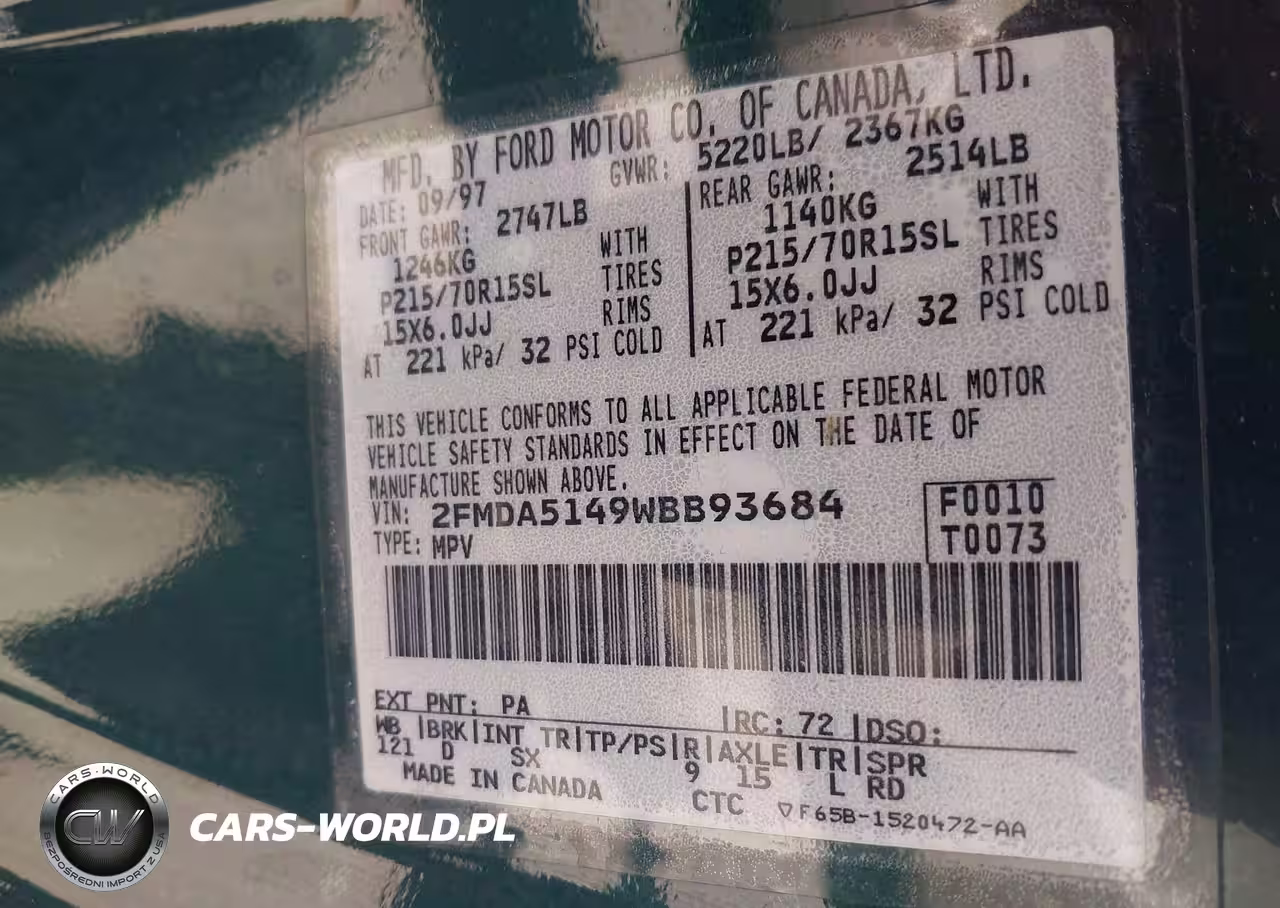 MFD. BY FORD MOTOR CO. OF CANADA, LTD.
DATE: 09/97 GVWR: 5220LB/ 2367KG
FRONT GAWR: 2747LB
1246KG WITH
P215/70R15SL TIRES
15X6.0JJ RIMS
AT 221 kPa/ 32 PSI COLD
REAR GAWR: 2514LB
1140KG WITH
P215/70R15SL TIRES
15X6.0JJ RIMS
AT 221 kPa/ 32 PSI COLD
THIS VEHICLE CONFORMS TO ALL APPLICABLE FEDERAL MOTOR
VEHICLE SAFETY STANDARDS IN EFFECT ON THE DATE OF
MANUFACTURE SHOWN ABOVE.
VIN: 2FMDA5149WBB93684 F0010
TYPE: MPV T0073
EXT PNT: PA |RC: 72 |DSO:
WB |BRK|INT TR|TP/PS|R|AXLE|TR|SPR
121 D SX 9 15 L RD
MADE IN CANADA CTC ▽F65B-1520472-AA
CARS-WORLD
CW
BEZPOŚREDNI IMPORT Z USA
CARS-WORLD.PL